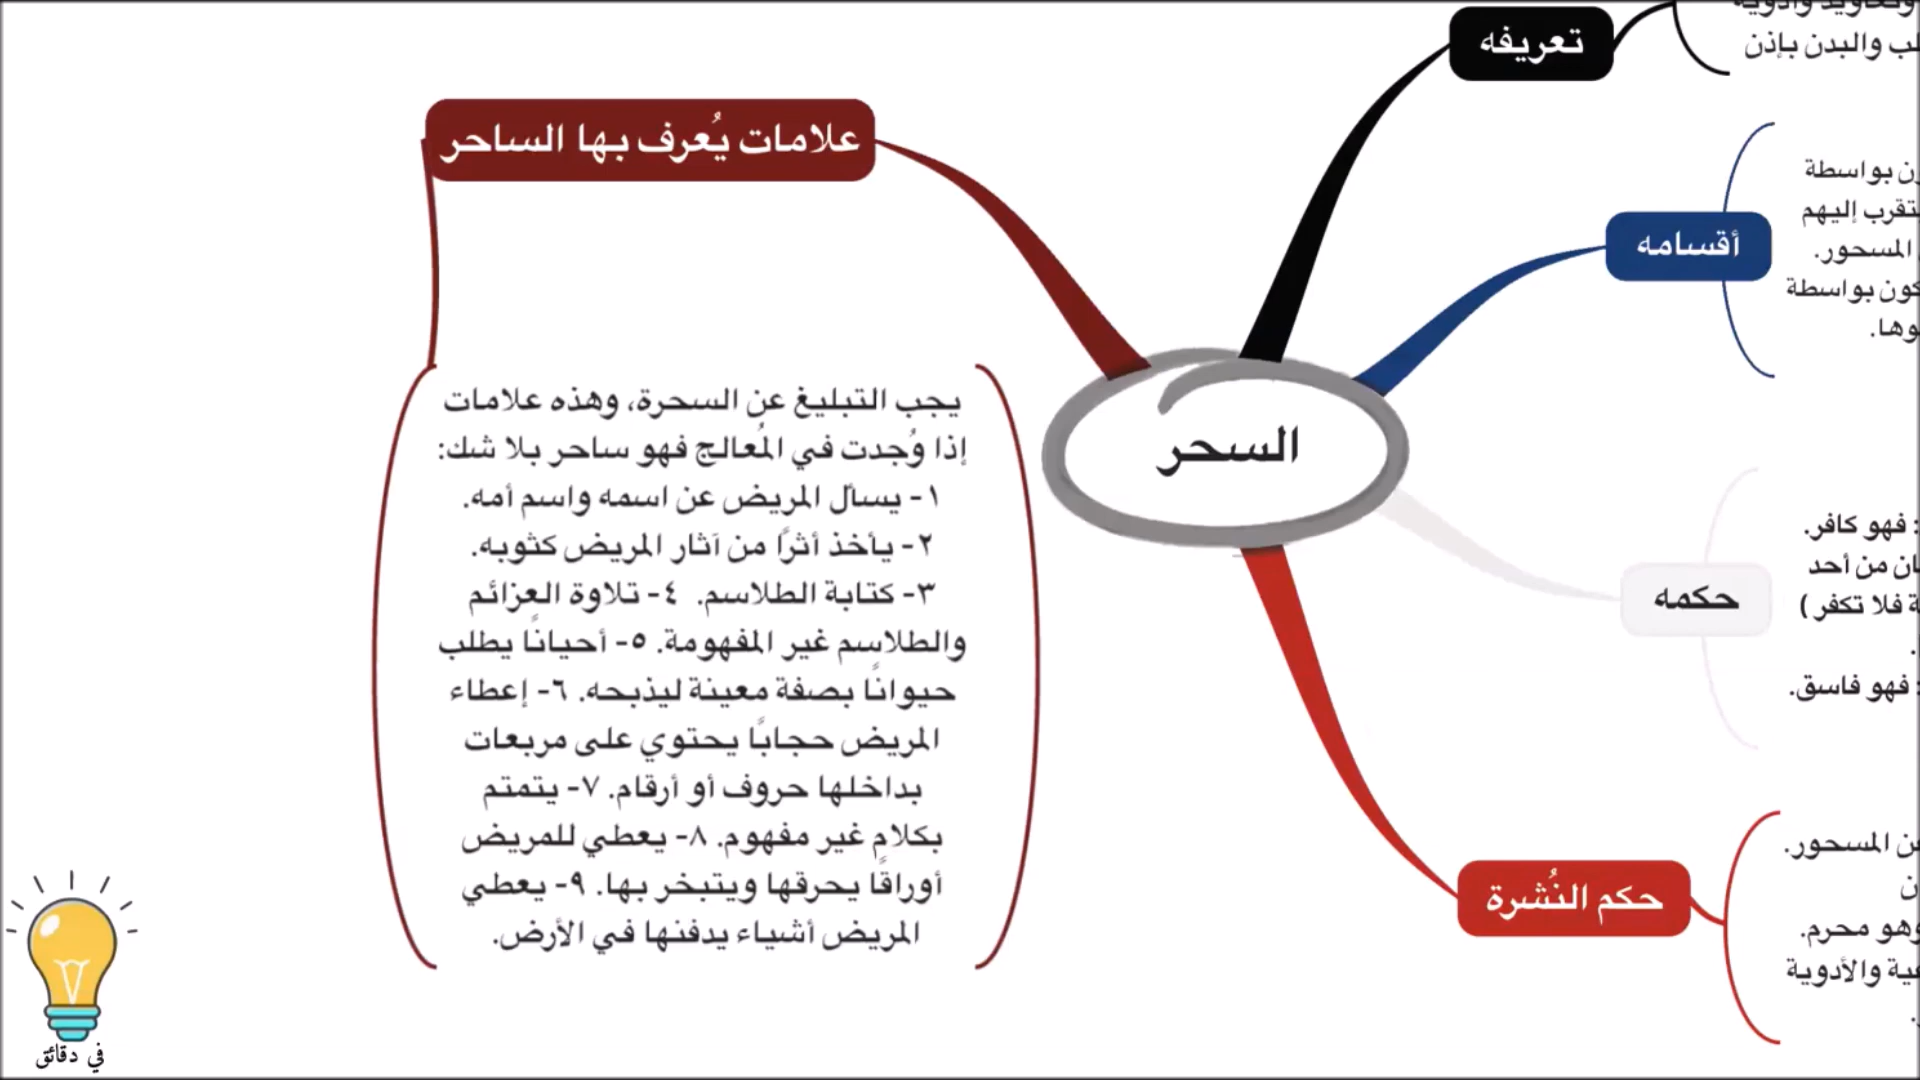 لب والبدن بإذن
تعريفه
علامات يُعرف بها الساحر
بواسطة
تقرب إليهم
المسحور.
أقسامه
كون بواسطة
وها.
يجب التبليغ عن السحرة، وهذه علامات
إذا وُجدت في المُعالج فهو ساحر بلا شك:
١- يسأل المريض عن اسمه واسم أمه.
٢- يأخذ أثرًا من آثار المريض كثوبه.
٣- كتابة الطلاسم. ٤- تلاوة العزائم
والطلاسم غير المفهومة. ٥- أحيانًا يطلب
حيوانًا بصفة معينة ليذبحه. ٦- إعطاء
المريض حجابًا يحتوي على مربعات
بداخلها حروف أو أرقام. ٧- يتمتم
بكلام غير مفهوم. ٨- يعطي للمريض
أوراقًا يحرقها ويتبخر بها. ٩- يعطي
المريض أشياء يدفنها في الأرض.
السحر
: فهو كافر.
ان من أحد
ة فلا تكفر )
حكمه
: فهو فاسق.
ن المسحور.
حكم النُشرة
وهو محرم.
ية والأدوية
في دقائق